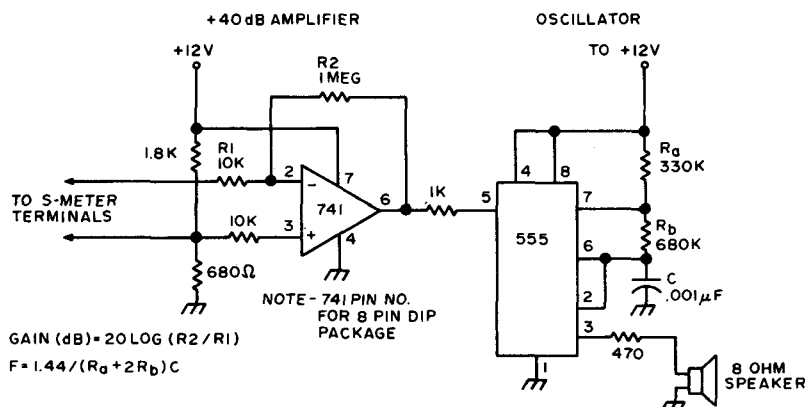 +40dB AMPLIFIER
OSCILLATOR
+12V
TO +12V
R2
1MEG
1.8K
R1
10K
2
7
4
8
Ra
330K
TO S-METER
TERMINALS
−
741
6
1K
5
7
10K
3
+
4
555
6
Rb
680K
680Ω
C
.001μF
2
NOTE - 741 PIN NO.
FOR 8 PIN DIP
PACKAGE
3
470
1
GAIN (dB) = 20 LOG (R2/R1)
F = 1.44/(Ra+2Rb)C
8 OHM
SPEAKER